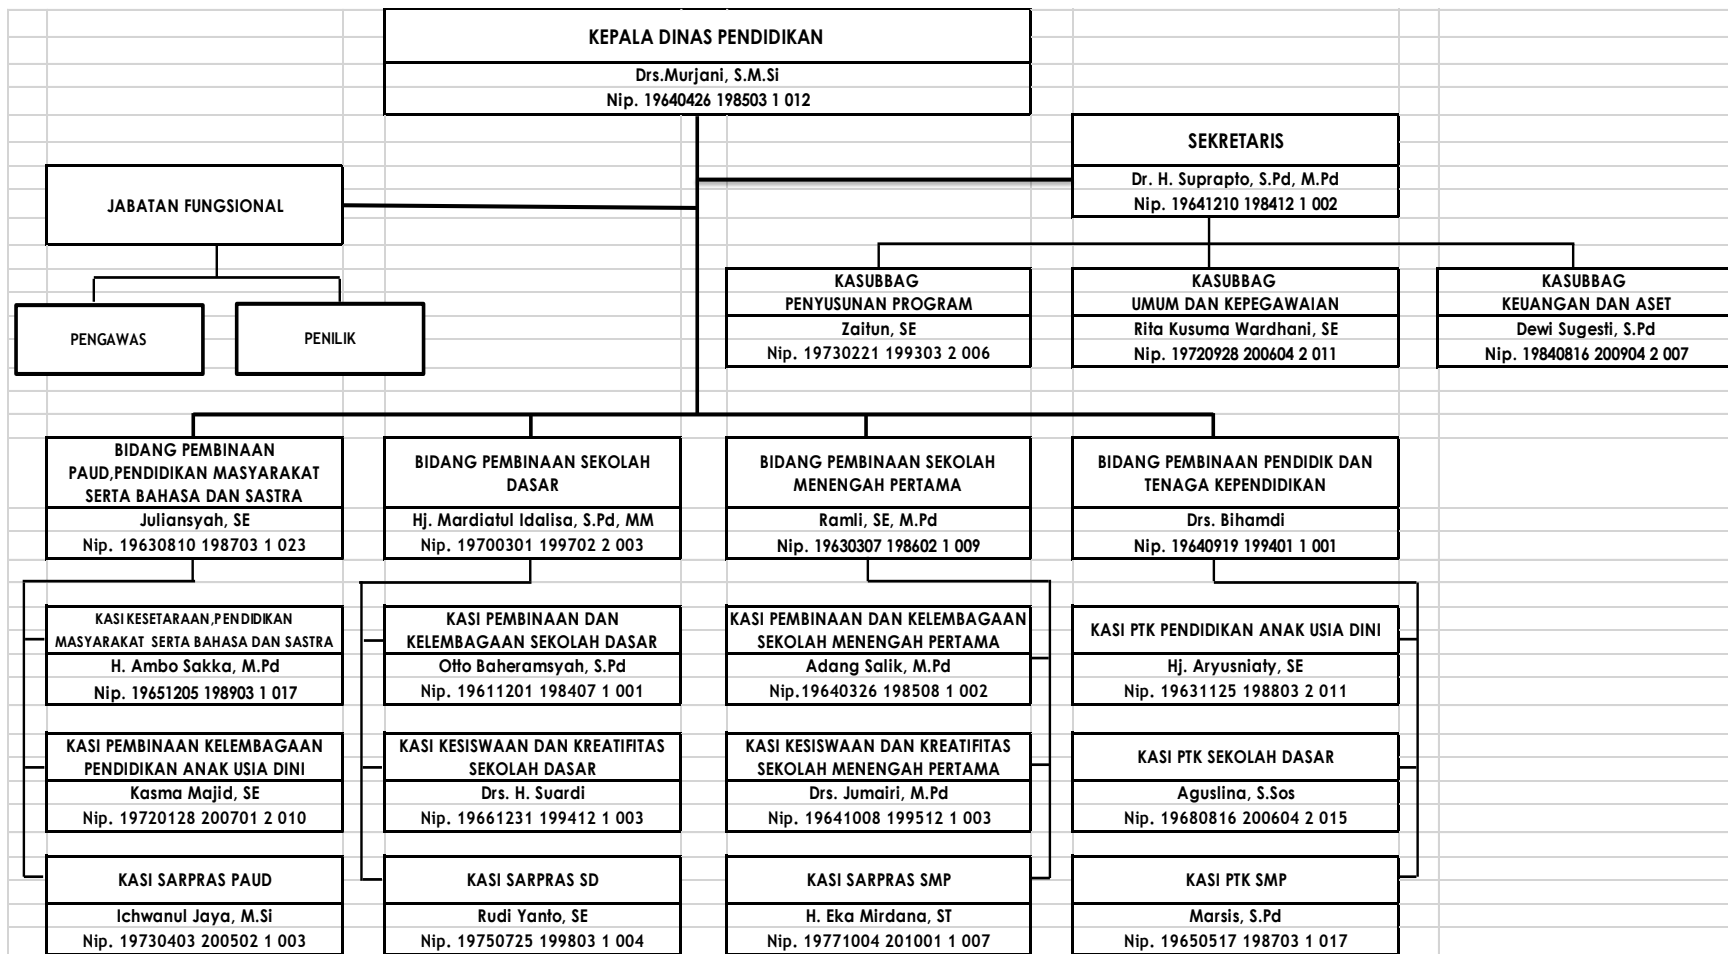 KEPALA DINAS PENDIDIKAN
Drs.Murjani, S.M.Si
Nip. 19640426 198503 1 012
SEKRETARIS
Dr. H. Suprapto, S.Pd, M.Pd
Nip. 19641210 198412 1 002
JABATAN FUNGSIONAL
PENGAWAS
PENILIK
KASUBBAG
PENYUSUNAN PROGRAM
Zaitun, SE
Nip. 19730221 199303 2 006
KASUBBAG
UMUM DAN KEPEGAWAIAN
Rita Kusuma Wardhani, SE
Nip. 19720928 200604 2 011
KASUBBAG
KEUANGAN DAN ASET
Dewi Sugesti, S.Pd
Nip. 19840816 200904 2 007
BIDANG PEMBINAAN
PAUD,PENDIDIKAN MASYARAKAT
SERTA BAHASA DAN SASTRA
Juliansyah, SE
Nip. 19630810 198703 1 023
BIDANG PEMBINAAN SEKOLAH
DASAR
Hj. Mardiatul Idalisa, S.Pd, MM
Nip. 19700301 199702 2 003
BIDANG PEMBINAAN SEKOLAH
MENENGAH PERTAMA
Ramli, SE, M.Pd
Nip. 19630307 198602 1 009
BIDANG PEMBINAAN PENDIDIK DAN
TENAGA KEPENDIDIKAN
Drs. Bihamdi
Nip. 19640919 199401 1 001
KASI KESETARAAN,PENDIDIKAN
MASYARAKAT SERTA BAHASA DAN SASTRA
H. Ambo Sakka, M.Pd
Nip. 19651205 198903 1 017
KASI PEMBINAAN DAN
KELEMBAGAAN SEKOLAH DASAR
Otto Baheramsyah, S.Pd
Nip. 19611201 198407 1 001
KASI PEMBINAAN DAN KELEMBAGAAN
SEKOLAH MENENGAH PERTAMA
Adang Salik, M.Pd
Nip.19640326 198508 1 002
KASI PTK PENDIDIKAN ANAK USIA DINI
Hj. Aryusniaty, SE
Nip. 19631125 198803 2 011
KASI PEMBINAAN KELEMBAGAAN
PENDIDIKAN ANAK USIA DINI
Kasma Majid, SE
Nip. 19720128 200701 2 010
KASI KESISWAAN DAN KREATIFITAS
SEKOLAH DASAR
Drs. H. Suardi
Nip. 19661231 199412 1 003
KASI KESISWAAN DAN KREATIFITAS
SEKOLAH MENENGAH PERTAMA
Drs. Jumairi, M.Pd
Nip. 19641008 199512 1 003
KASI PTK SEKOLAH DASAR
Aguslina, S.Sos
Nip. 19680816 200604 2 015
KASI SARPRAS PAUD
Ichwanul Jaya, M.Si
Nip. 19730403 200502 1 003
KASI SARPRAS SD
Rudi Yanto, SE
Nip. 19750725 199803 1 004
KASI SARPRAS SMP
H. Eka Mirdana, ST
Nip. 19771004 201001 1 007
KASI PTK SMP
Marsis, S.Pd
Nip. 19650517 198703 1 017